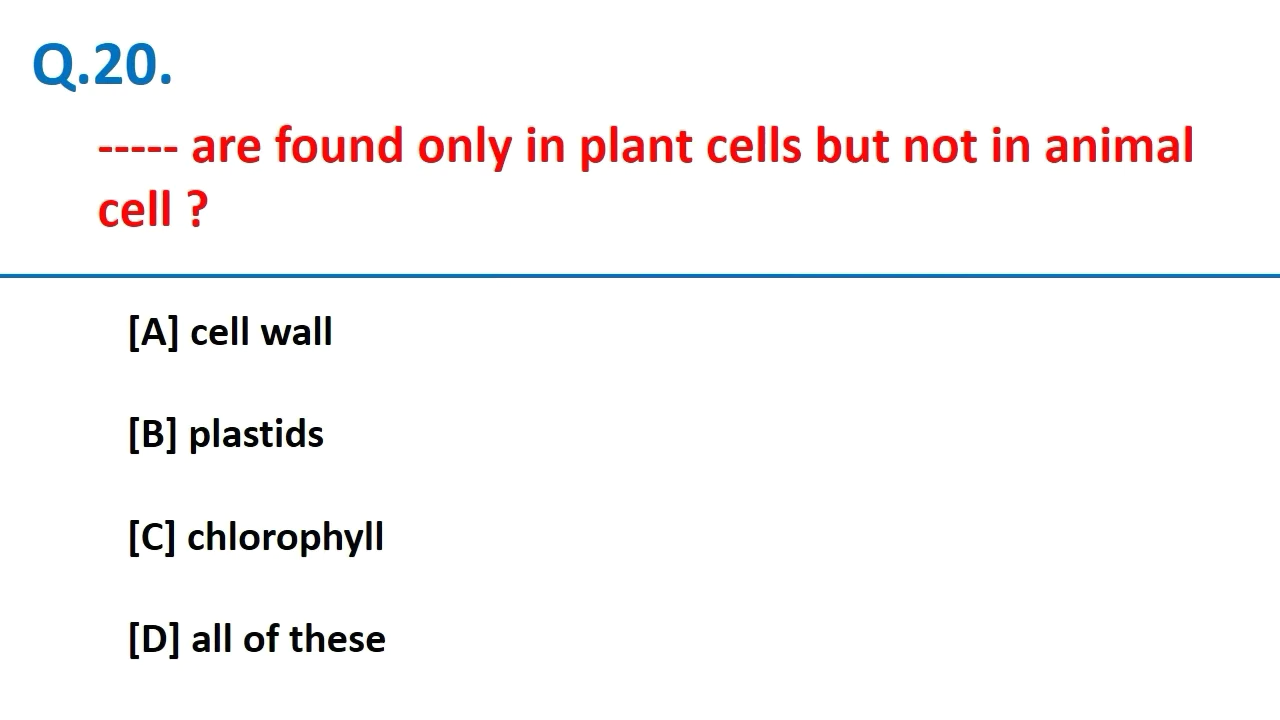 Q.20.
----- are found only in plant cells but not in animal
cell ?
[A] cell wall
[B] plastids
[C] chlorophyll
[D] all of these